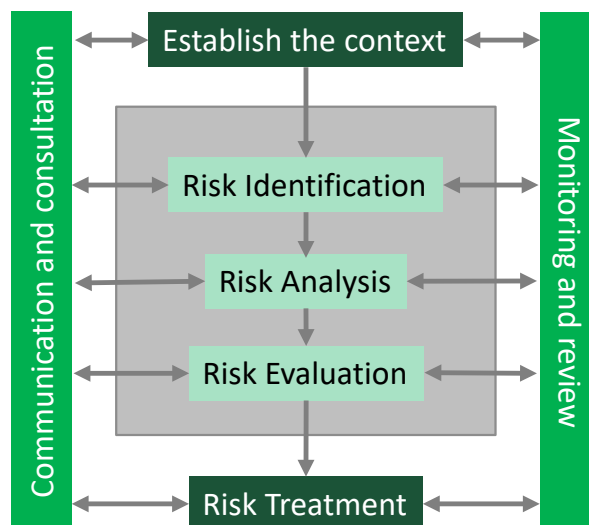 Establish the context
Communication and consultation
Monitoring and review
Risk Identification
Risk Analysis
Risk Evaluation
Risk Treatment